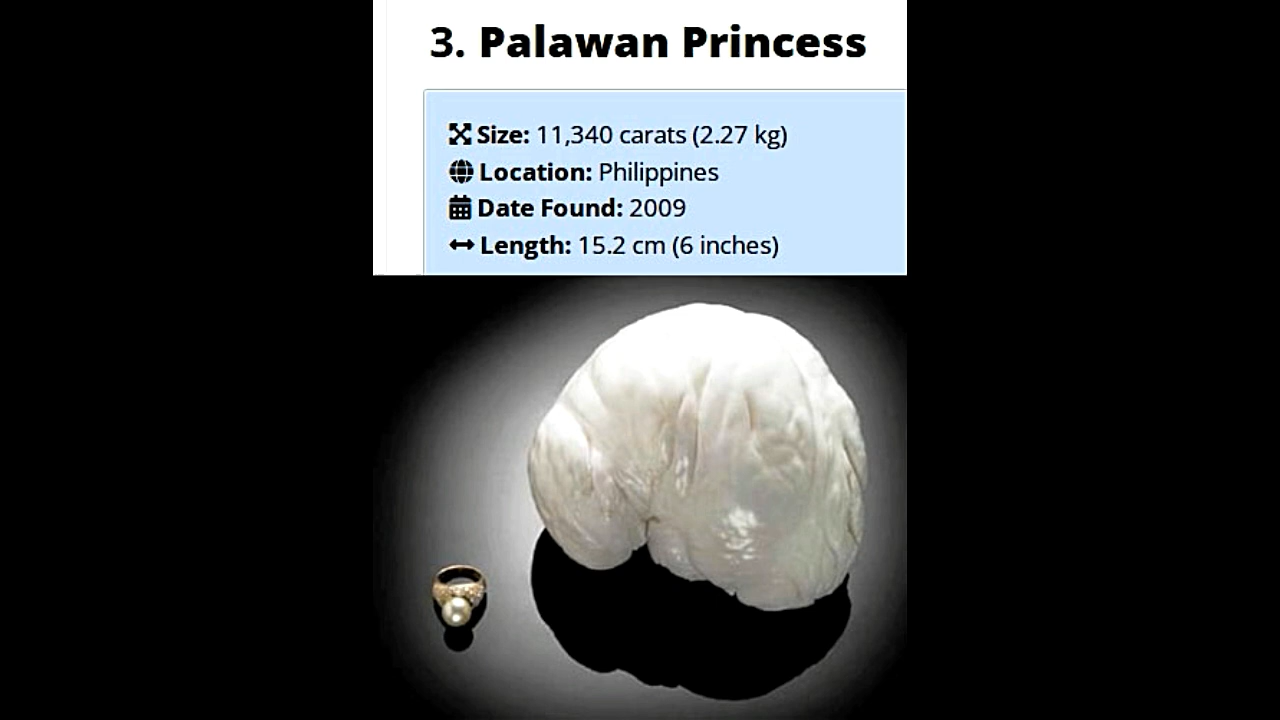 3. Palawan Princess
Size: 11,340 carats (2.27 kg)
Location: Philippines
Date Found: 2009
Length: 15.2 cm (6 inches)